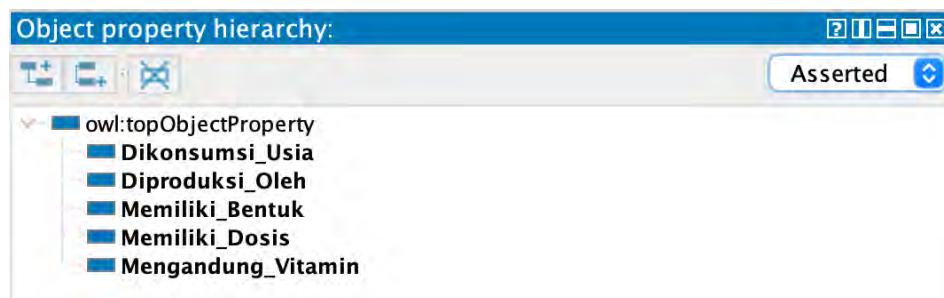 Object property hierarchy:
Asserted
owl:topObjectProperty
Dikonsumsi_Usia
Diproduksi_Oleh
Memiliki_Bentuk
Memiliki_Dosis
Mengandung_Vitamin